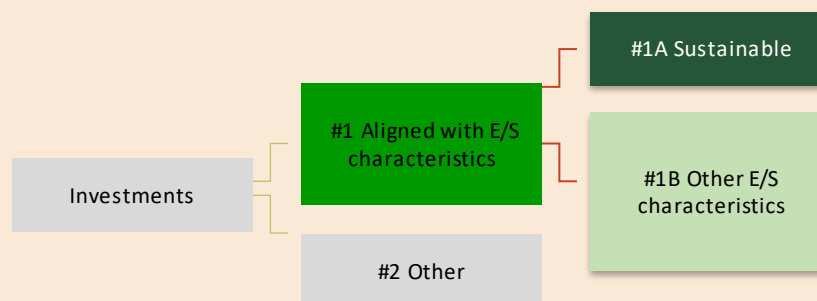 Investments
#1 Aligned with E/S
characteristics
#2 Other
#1A Sustainable
#1B Other E/S
characteristics